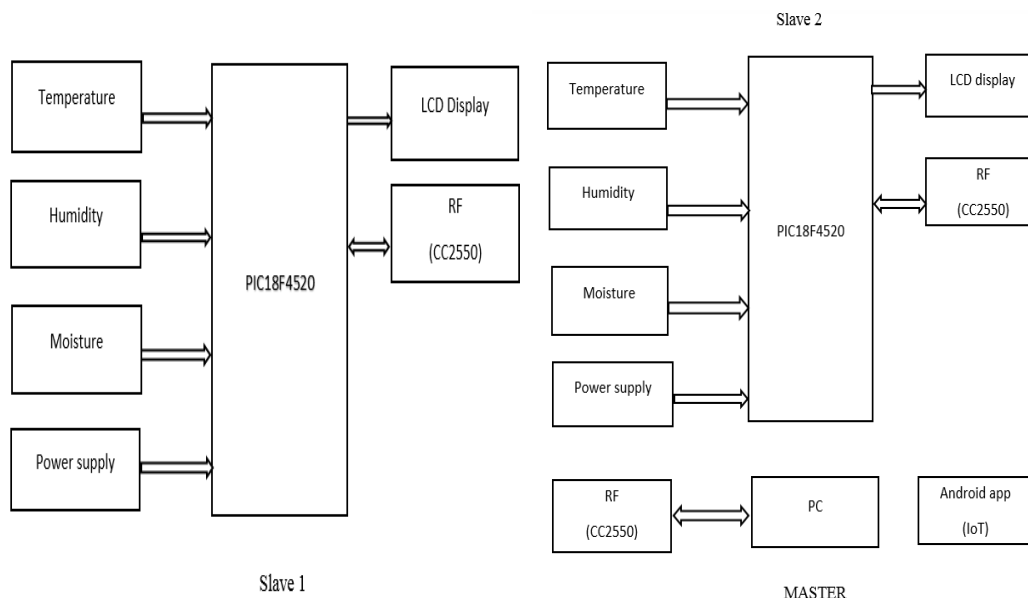 Temperature
Humidity
Moisture
Power supply
PIC18F4520
LCD Display
RF
(CC2550)
Slave 1
Slave 2
Temperature
Humidity
Moisture
Power supply
PIC18F4520
LCD display
RF
(CC2550)
RF
(CC2550)
PC
Android app
(IoT)
MASTER